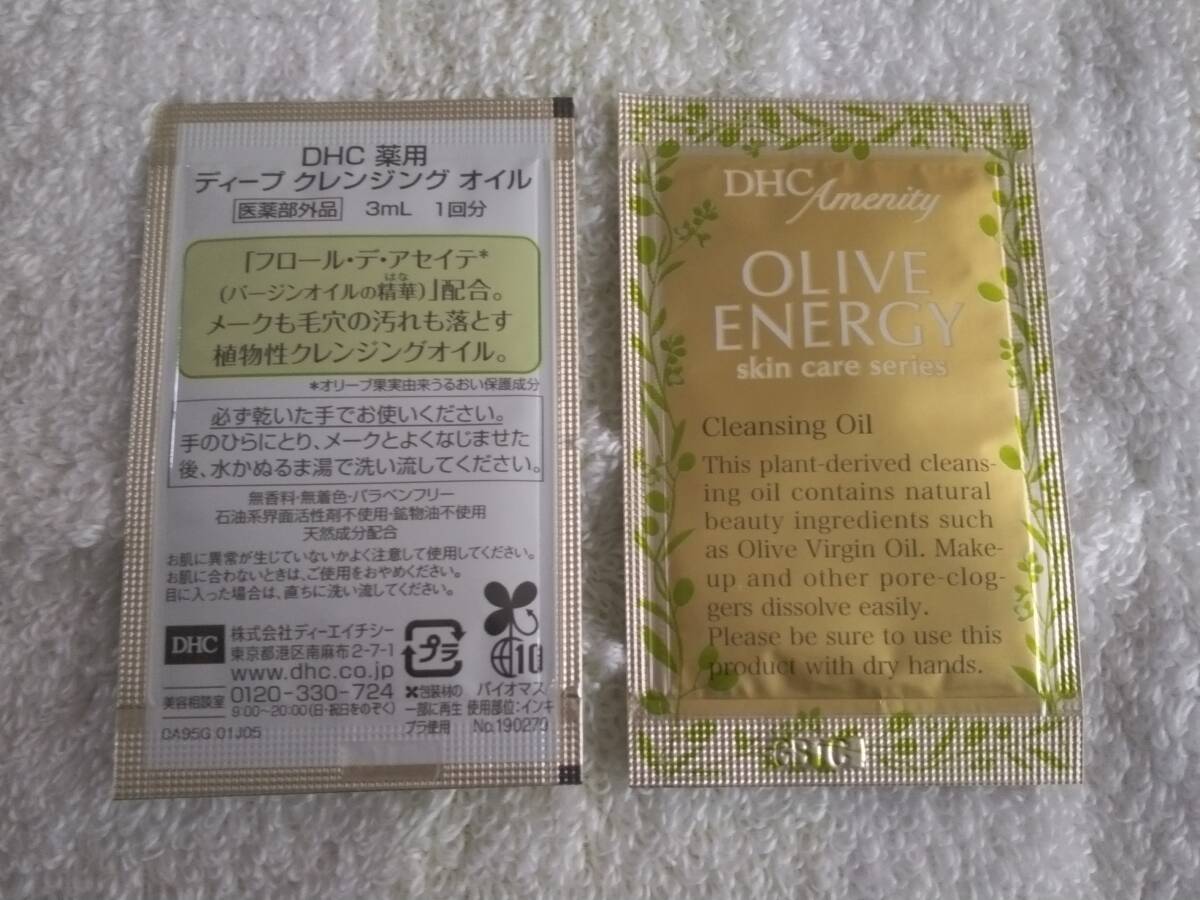 DHC 薬用
ディープ クレンジング オイル
医薬部外品 3mL 1回分
「フロール・デ・アセイテ*
はな
(バージンオイルの精華)」配合。
メークも毛穴の汚れも落とす
植物性クレンジングオイル。
*オリーブ果実由来うるおい保護成分
必ず乾いた手でお使いください。
手のひらにとり、メークとよくなじませた
後、水かぬるま湯で洗い流してください。
無香料・無着色・パラベンフリー
石油系界面活性剤不使用・鉱物油不使用
天然成分配合
お肌に異常が生じていないかよく注意して使用してください。
お肌に合わないときは、ご使用をおやめください。
目に入った場合は、直ちに洗い流してください。
DHC
株式会社ディーエイチシー
東京都港区南麻布2-7-1
www.dhc.co.jp
美容相談室 0120-330-724
9:00〜20:00(日・祝日をのぞく)
CA95G 01J05
プラ
包装材の
一部に再生
プラ使用
10
バイオマス
使用部位:インキ
No.190270
DHC Amenity
OLIVE
ENERGY
skin care series
Cleansing Oil
This plant-derived cleans-
ing oil contains natural
beauty ingredients such
as Olive Virgin Oil. Make-
up and other pore-clog-
gers dissolve easily.
Please be sure to use this
product with dry hands.